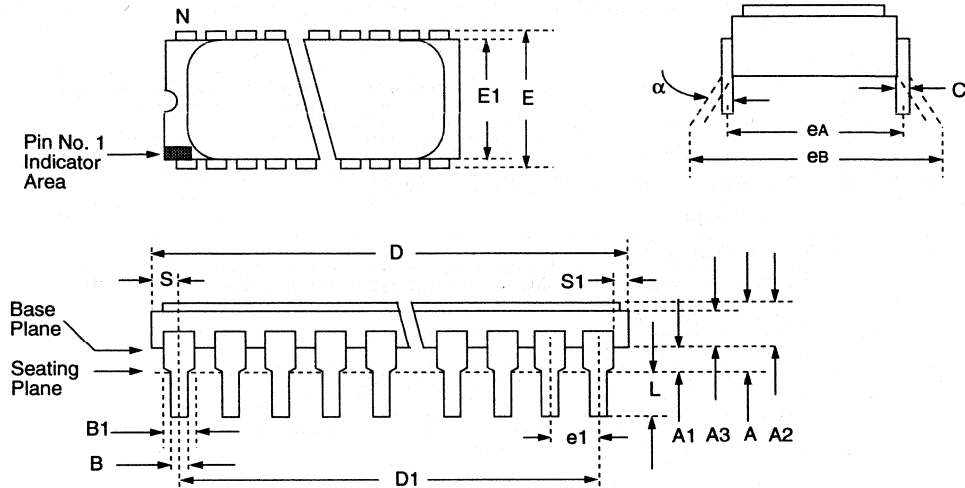 N
E1
E
Pin No. 1
Indicator
Area
α
C
eA
eB
D
S
S1
Base
Plane
Seating
Plane
L
B1
e1
A1
A3
A
A2
B
D1